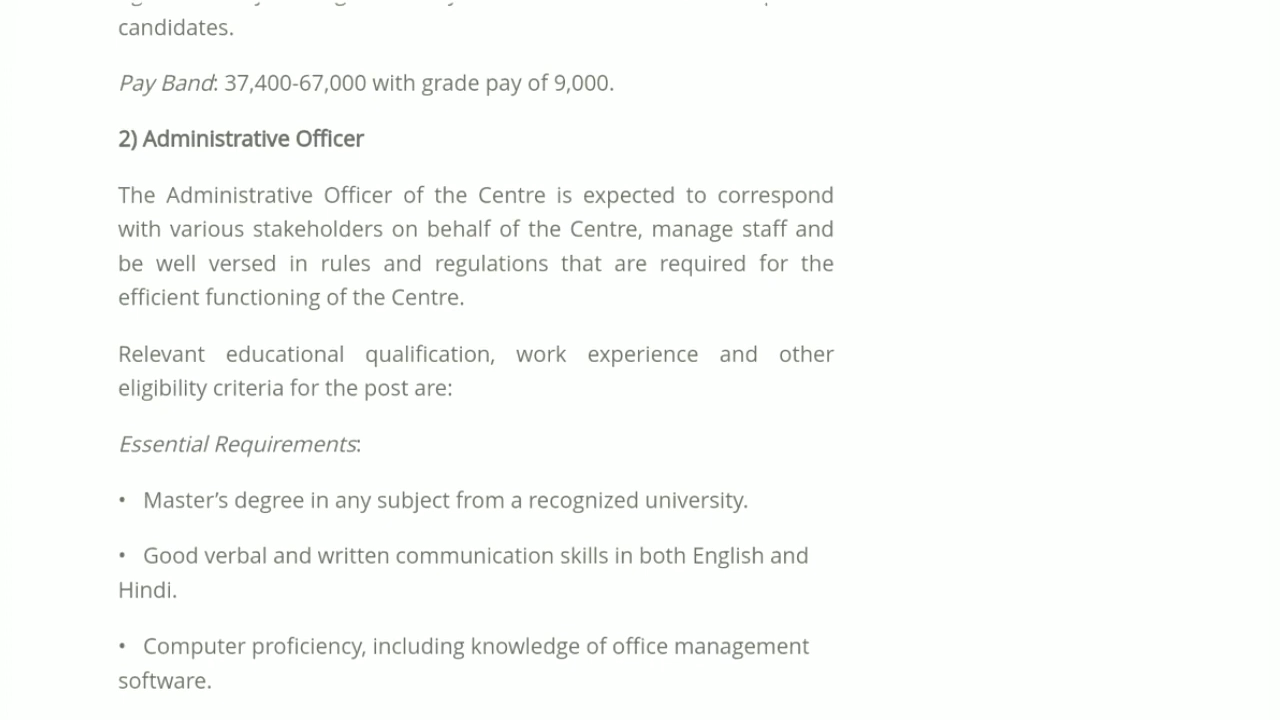 candidates.
Pay Band: 37,400-67,000 with grade pay of 9,000.
2) Administrative Officer
The Administrative Officer of the Centre is expected to correspond
with various stakeholders on behalf of the Centre, manage staff and
be well versed in rules and regulations that are required for the
efficient functioning of the Centre.
Relevant educational qualification, work experience and other
eligibility criteria for the post are:
Essential Requirements:
• Master’s degree in any subject from a recognized university.
• Good verbal and written communication skills in both English and
Hindi.
• Computer proficiency, including knowledge of office management
software.